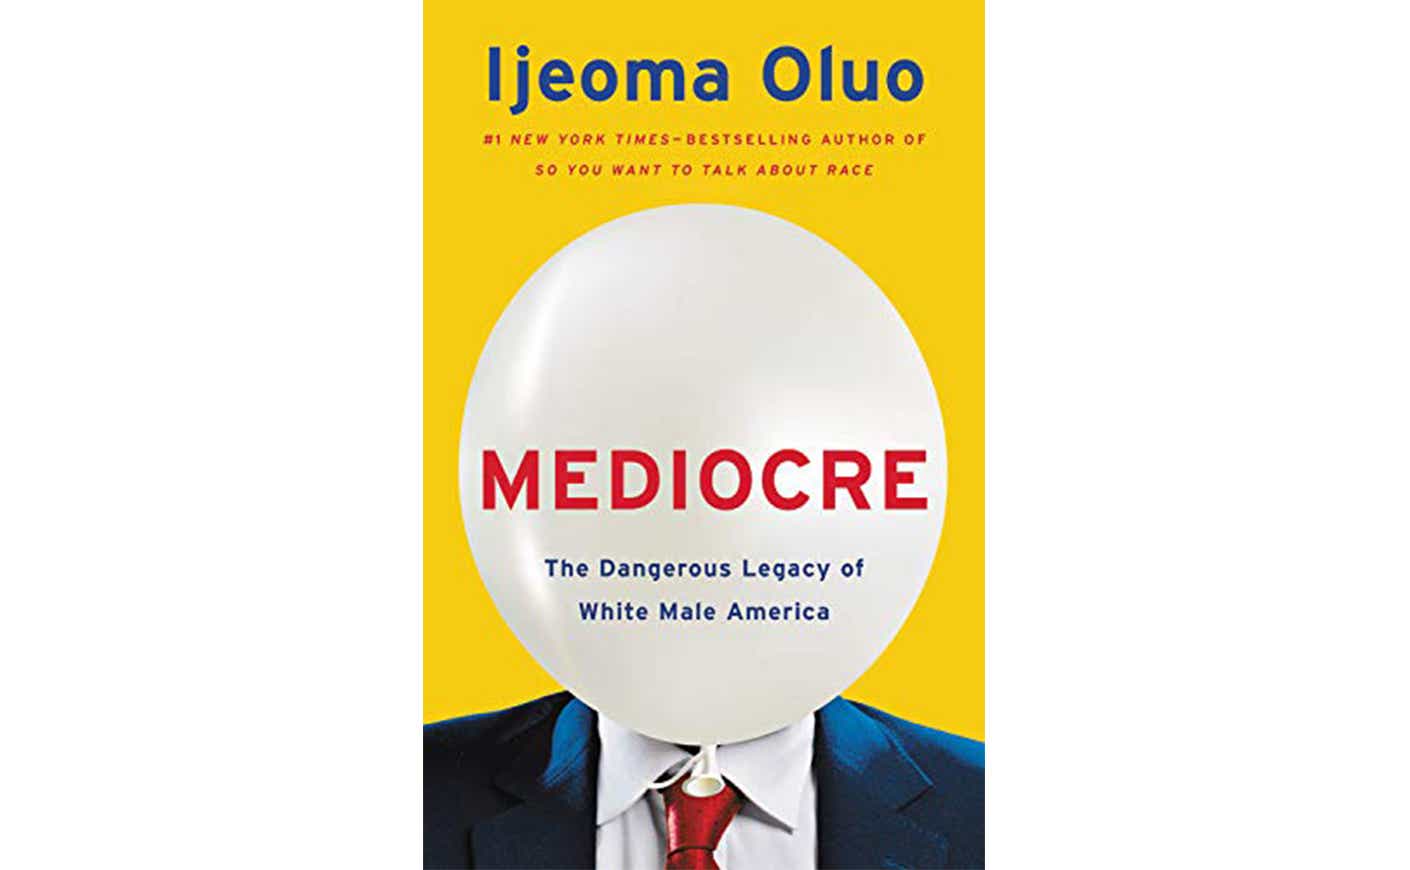 Ijeoma Oluo
#1 NEW YORK TIMES–BESTSELLING AUTHOR OF
SO YOU WANT TO TALK ABOUT RACE
MEDIOCRE
The Dangerous Legacy of
White Male America